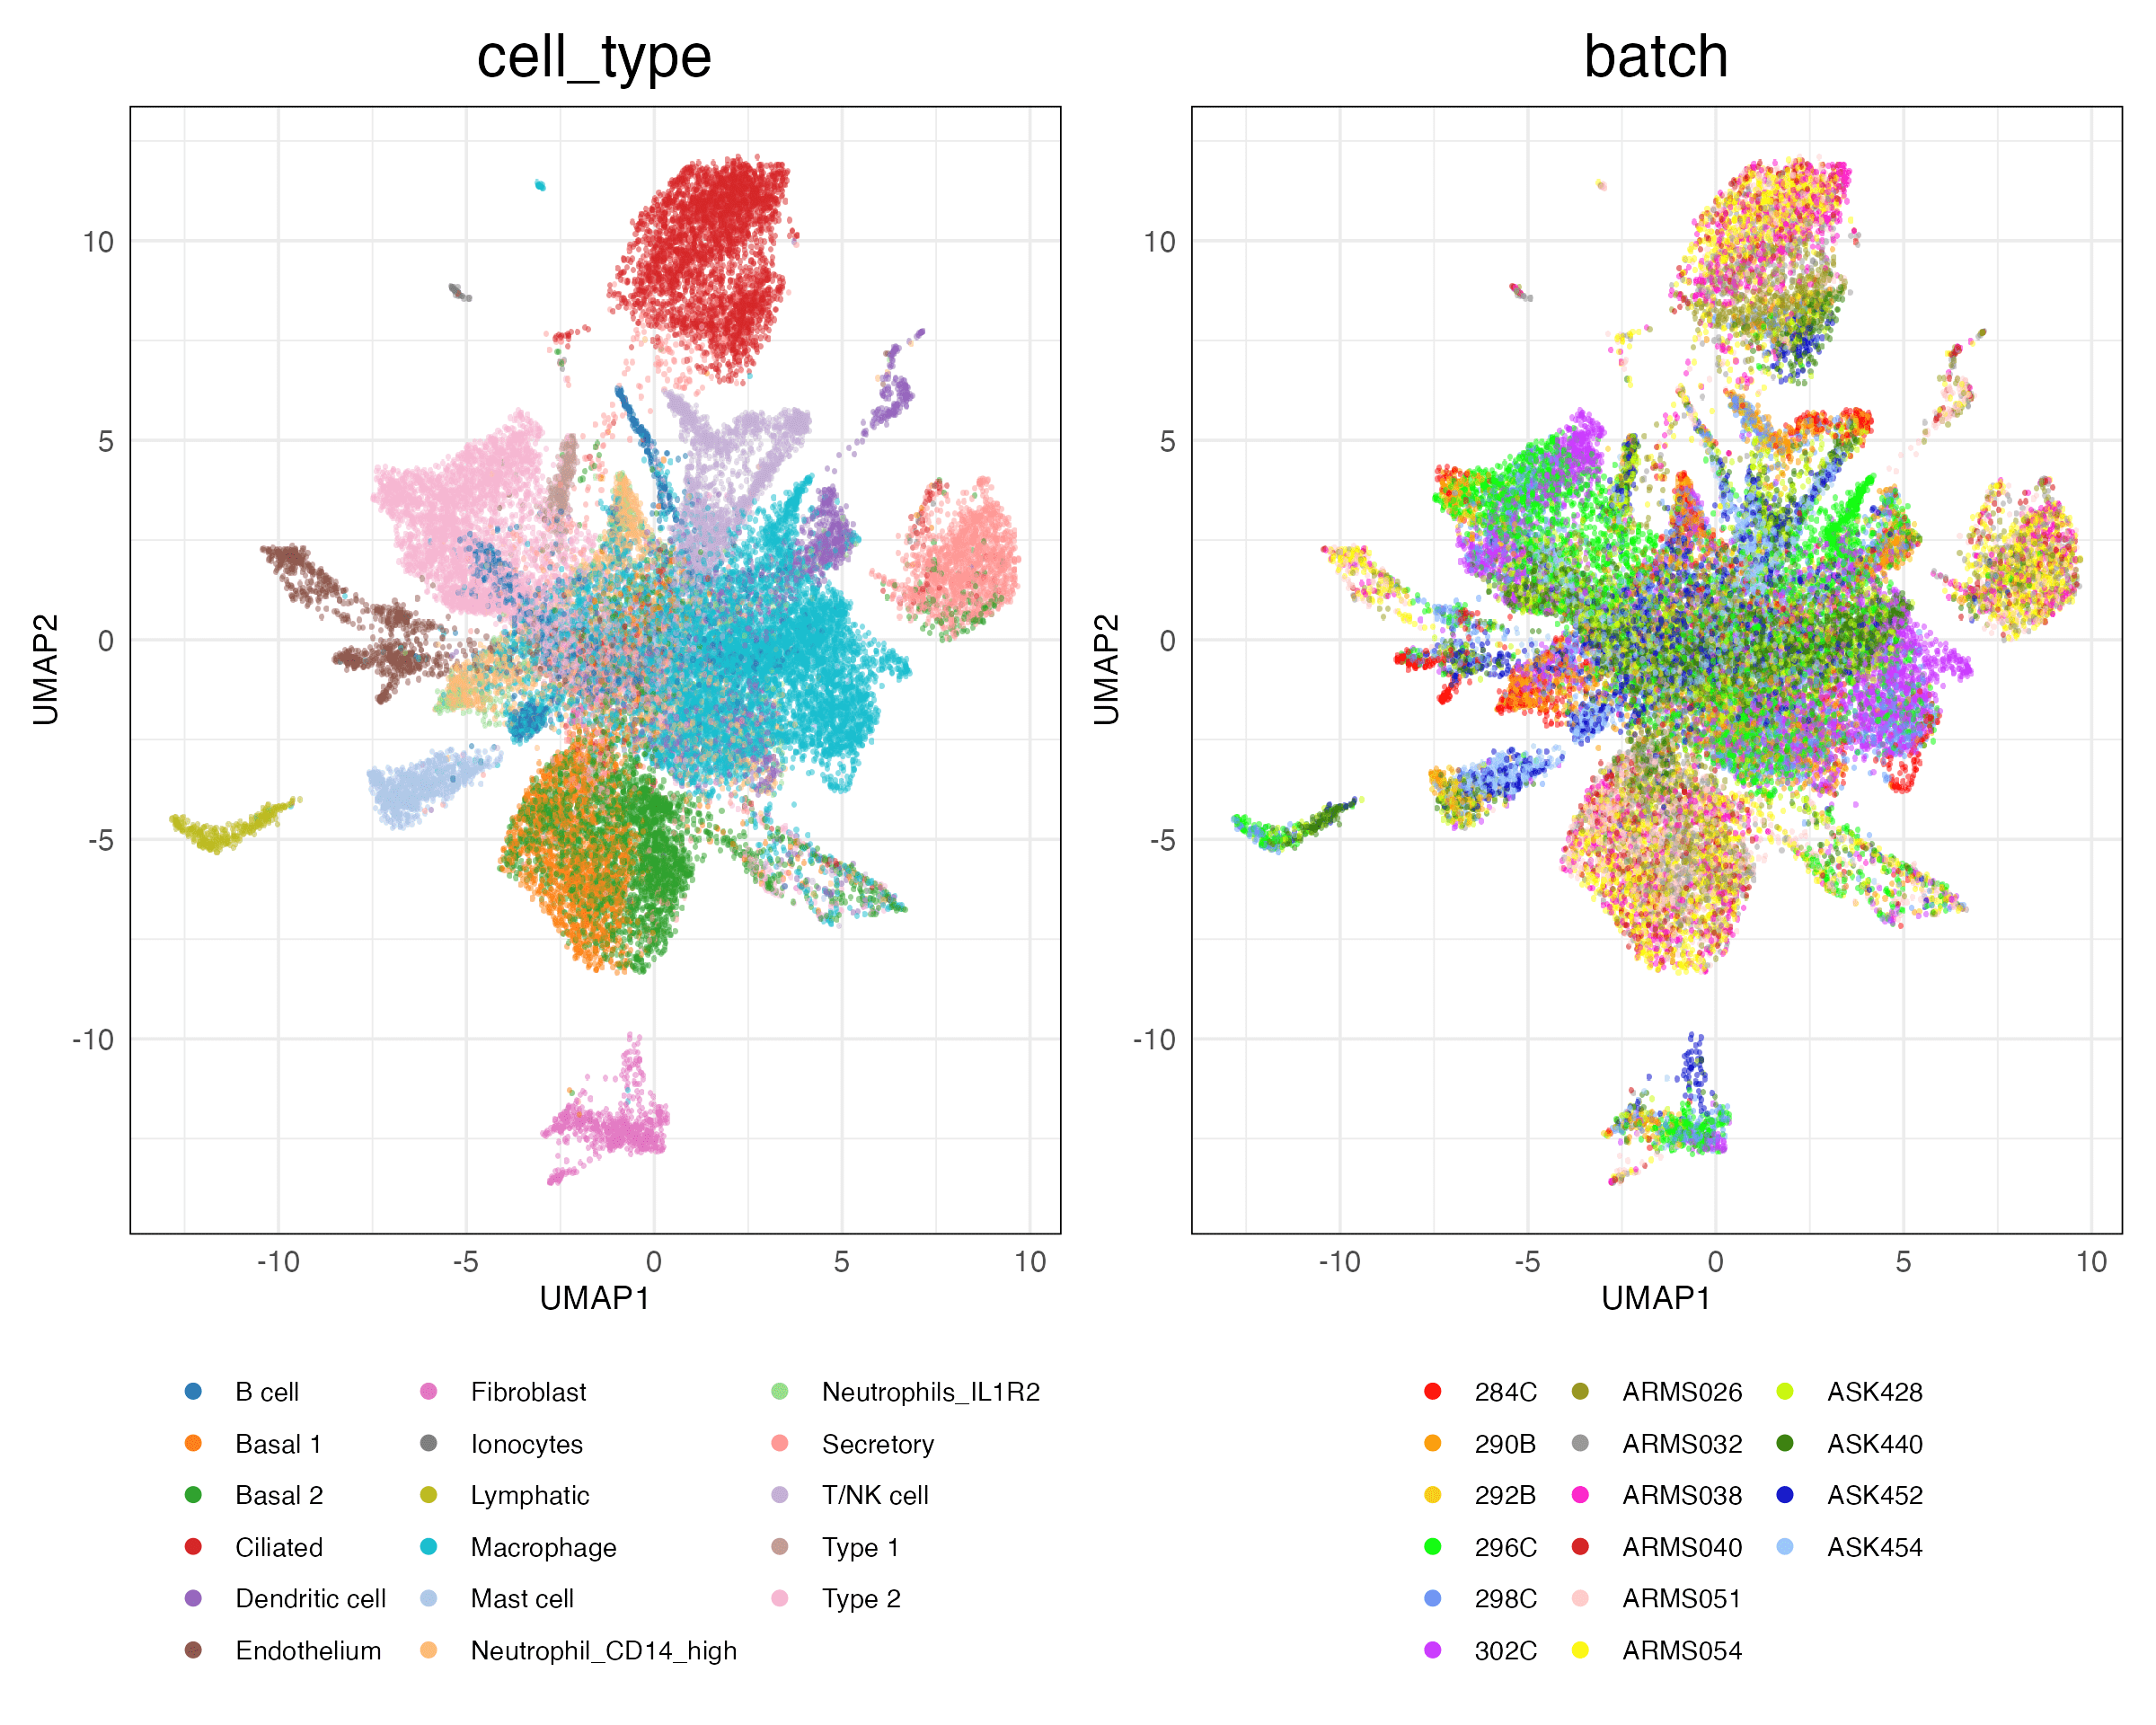 cell_type
batch
10
5
0
-5
-10
UMAP2
-10
-5
0
5
10
UMAP1
10
5
0
-5
-10
UMAP2
-10
-5
0
5
10
UMAP1
B cell
Basal 1
Basal 2
Ciliated
Dendritic cell
Endothelium
Fibroblast
Ionocytes
Lymphatic
Macrophage
Mast cell
Neutrophil_CD14_high
Neutrophils_IL1R2
Secretory
T/NK cell
Type 1
Type 2
284C
290B
292B
296C
298C
302C
ARMS026
ARMS032
ARMS038
ARMS040
ARMS051
ARMS054
ASK428
ASK440
ASK452
ASK454